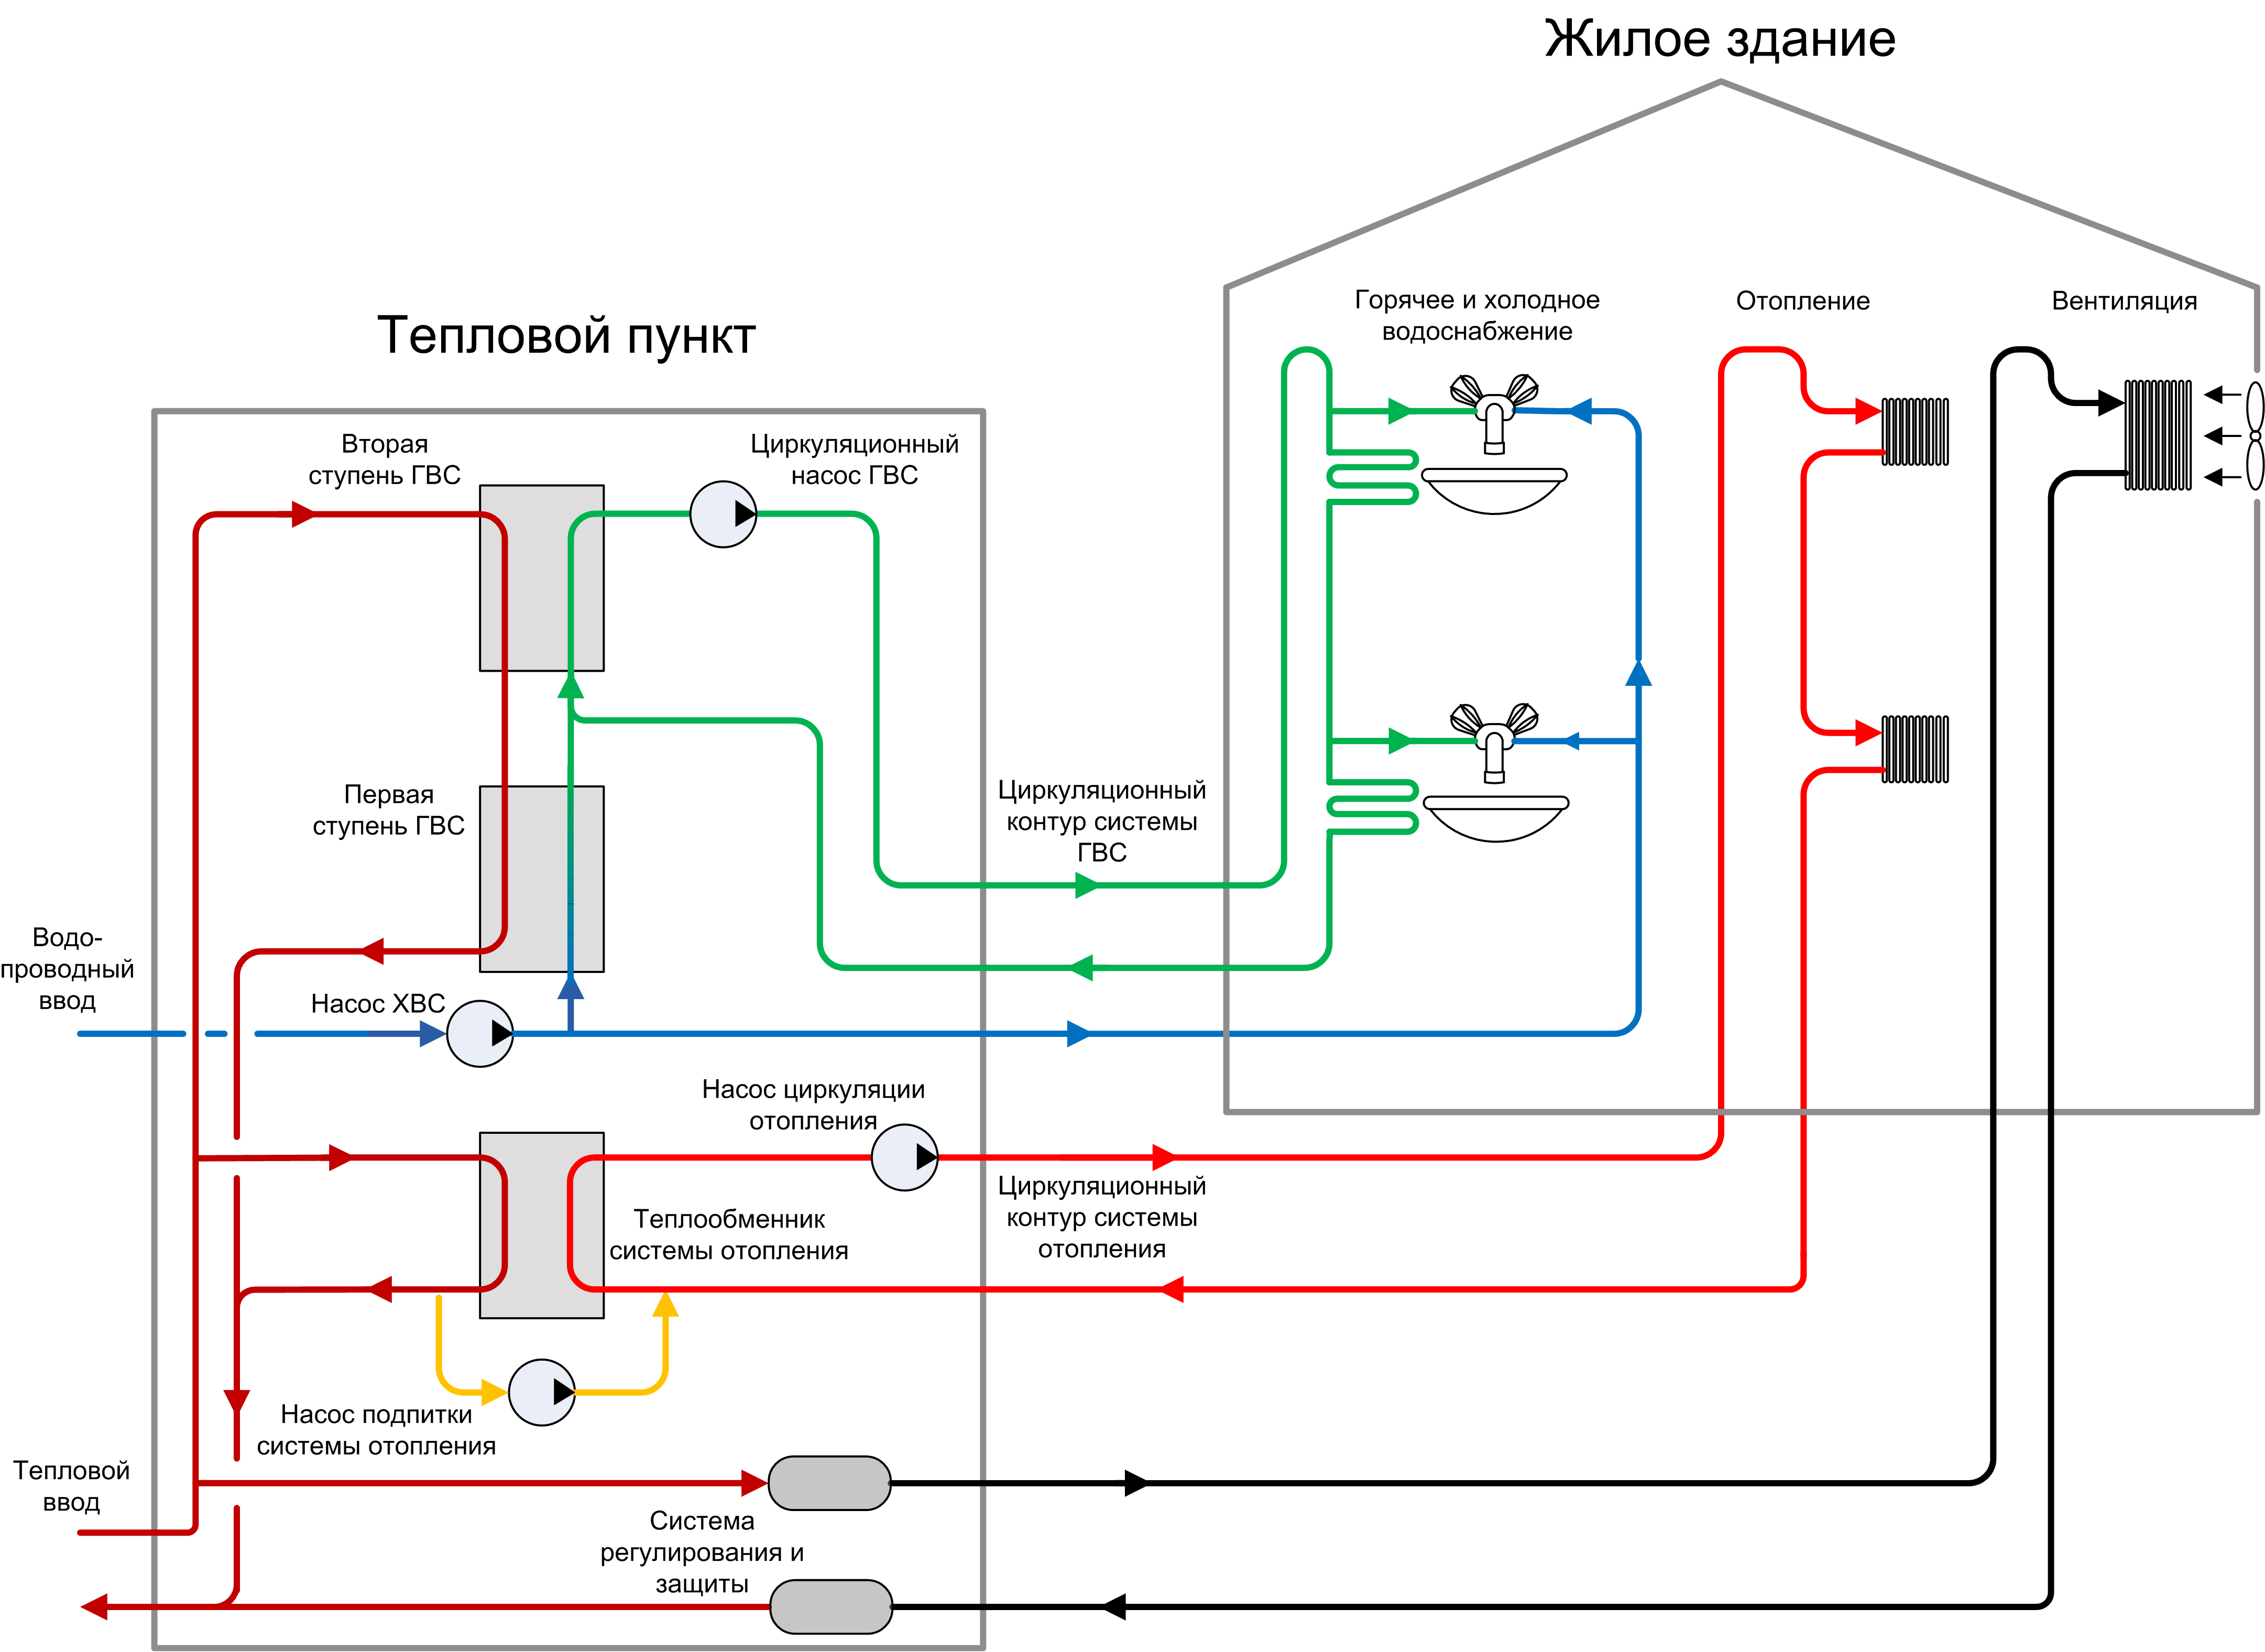 Жилое здание
Горячее и холодное
водоснабжение
Отопление
Вентиляция
Тепловой пункт
Вторая
ступень ГВС
Циркуляционный
насос ГВС
Первая
ступень ГВС
Циркуляционный
контур системы
ГВС
Водо-
проводный
ввод
Насос ХВС
Насос циркуляции
отопления
Теплообменник
системы отопления
Циркуляционный
контур системы
отопления
Насос подпитки
системы отопления
Тепловой
ввод
Система
регулирования и
защиты